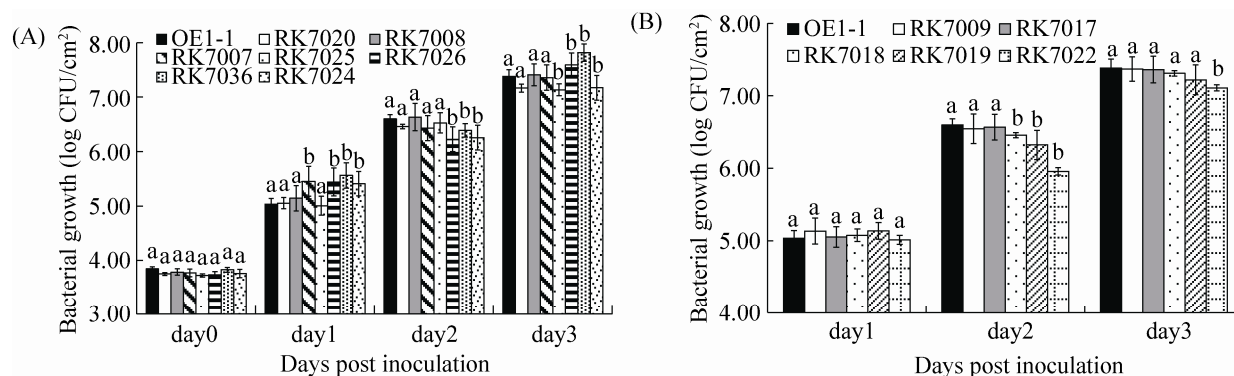 (A)
Bacterial growth (log CFU/cm²)
8.00
7.00
6.00
5.00
4.00
3.00
OE1-1 RK7020 RK7008
RK7007 RK7025 RK7026
RK7036 RK7024
a a a a a a a a
a a a b a b b b
a a a a a b b b
a a a a b b b a
day0 day1 day2 day3
Days post inoculation
(B)
Bacterial growth (log CFU/cm²)
8.00
7.00
6.00
5.00
4.00
OE1-1 RK7009 RK7017
RK7018 RK7019 RK7022
a a a a a a
a a a b b b
a a a a a b
day1 day2 day3
Days post inoculation